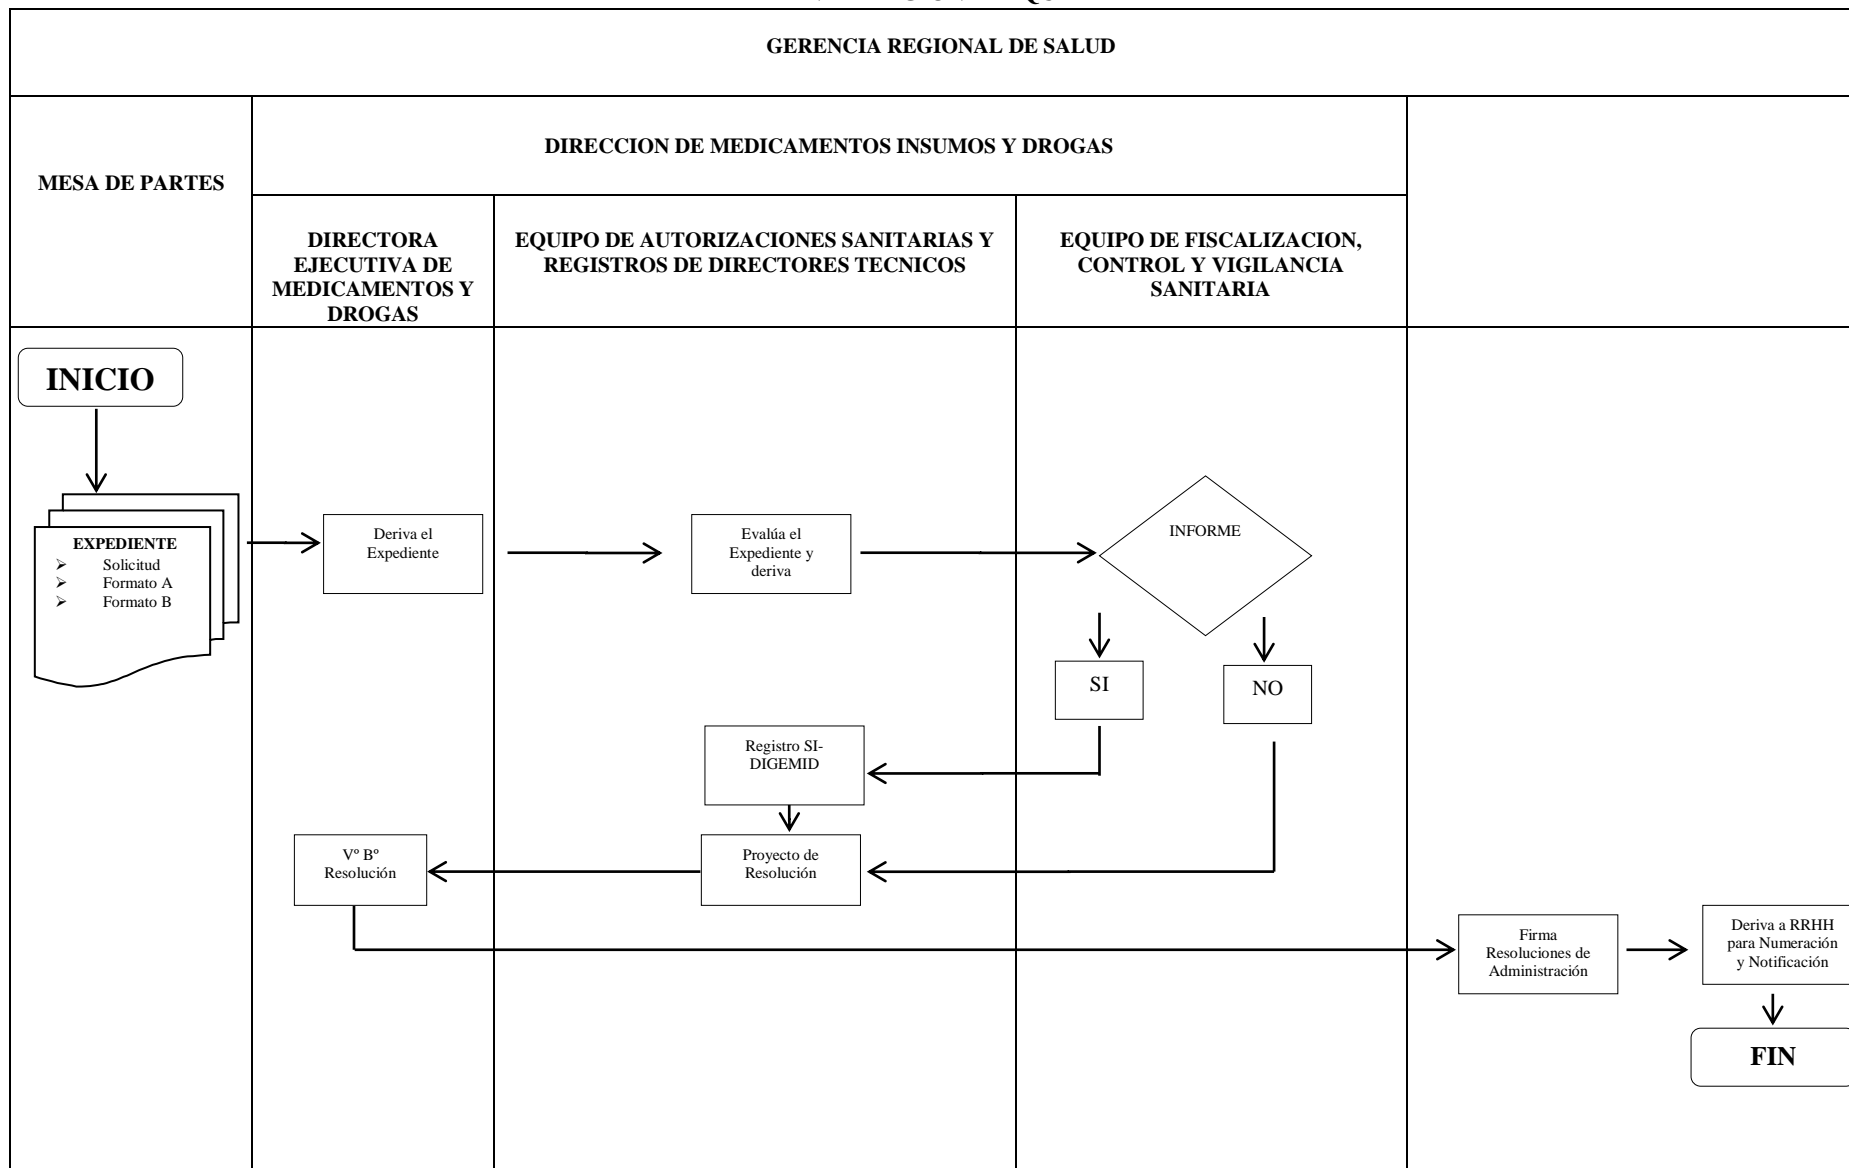 GERENCIA REGIONAL DE SALUD
MESA DE PARTES
DIRECCION DE MEDICAMENTOS INSUMOS Y DROGAS
DIRECTORA
EJECUTIVA DE
MEDICAMENTOS Y
DROGAS
EQUIPO DE AUTORIZACIONES SANITARIAS Y
REGISTROS DE DIRECTORES TECNICOS
EQUIPO DE FISCALIZACION,
CONTROL Y VIGILANCIA
SANITARIA
INICIO
EXPEDIENTE
➢ Solicitud
➢ Formato A
➢ Formato B
Deriva el
Expediente
Evalúa el
Expediente y
deriva
INFORME
SI
NO
Registro SI-
DIGEMID
Vº Bº
Resolución
Proyecto de
Resolución
Firma
Resoluciones de
Administración
Deriva a RRHH
para Numeración
y Notificación
FIN